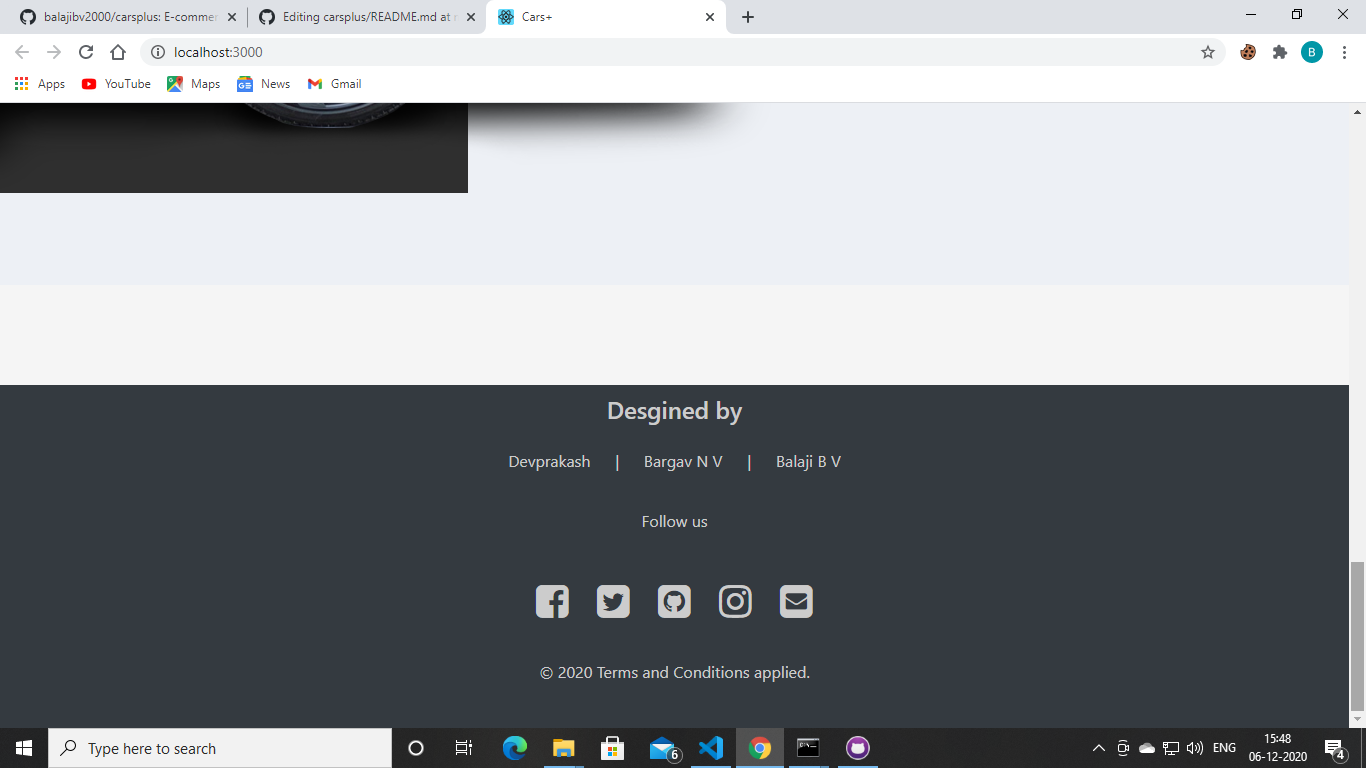 balajibv2000/carsplus: E-commer
Editing carsplus/README.md at
Cars+
localhost:3000
B
Apps
YouTube
Maps
News
Gmail
Desgined by
Devprakash | Bargav N V | Balaji B V
Follow us
© 2020 Terms and Conditions applied.
Type here to search
6
ENG
15:48
06-12-2020
4